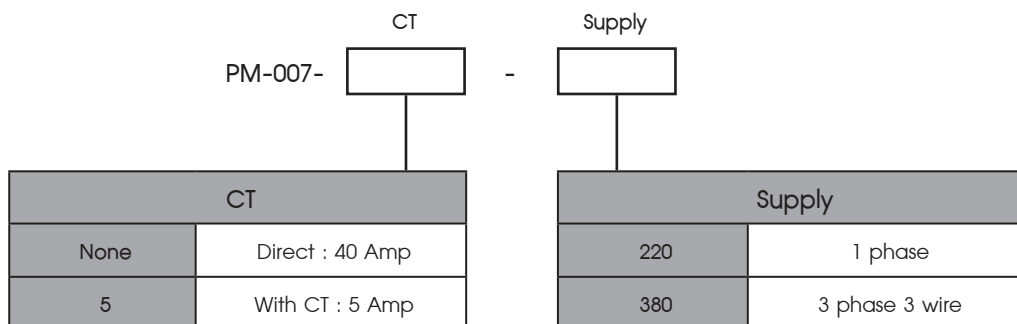 CT Supply
PM-007- -
CT Supply
None Direct : 40 Amp 220 1 phase
5 With CT : 5 Amp 380 3 phase 3 wire